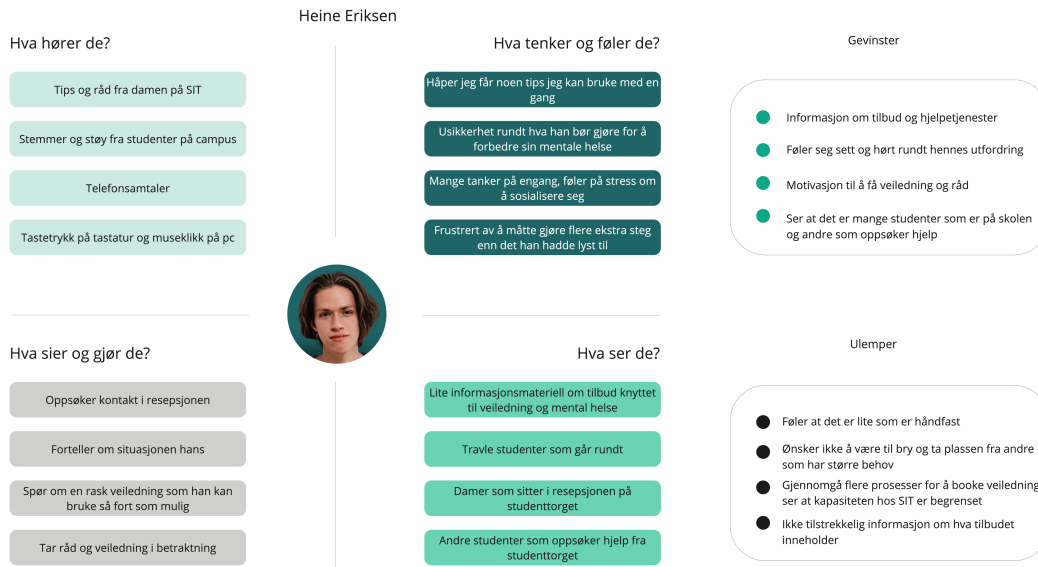 Heine Eriksen
Hva hører de?
Tips og råd fra damen på SIT
Stemmer og støy fra studenter på campus
Telefonsamtaler
Tastetrykk på tastatur og museklikk på pc
Hva tenker og føler de?
Håper jeg får noen tips jeg kan bruke med en
gang
Usikkerhet rundt hva han bør gjøre for å
forbedre sin mentale helse
Mange tanker på engang, føler på stress om
å sosialisere seg
Frustrert av å måtte gjøre flere ekstra steg
enn det han hadde lyst til
Gevinster
Informasjon om tilbud og hjelpetjenester
Føler seg sett og hørt rundt hennes utfordring
Motivasjon til å få veiledning og råd
Ser at det er mange studenter som er på skolen
og andre som oppsøker hjelp
Hva sier og gjør de?
Oppsøker kontakt i resepsjonen
Forteller om situasjonen hans
Spør om en rask veiledning som han kan
bruke så fort som mulig
Tar råd og veiledning i betraktning
Hva ser de?
Lite informasjonsmateriell om tilbud knyttet
til veiledning og mental helse
Travle studenter som går rundt
Damer som sitter i resepsjonen på
studenttorget
Andre studenter som oppsøker hjelp fra
studenttorget
Ulemper
Føler at det er lite som er håndfast
Ønsker ikke å være til bry og ta plassen fra andre
som har større behov
Gjennomgå flere prosesser for å booke veiledning
ser at kapasiteten hos SIT er begrenset
Ikke tilstrekkelig informasjon om hva tilbudet
inneholder